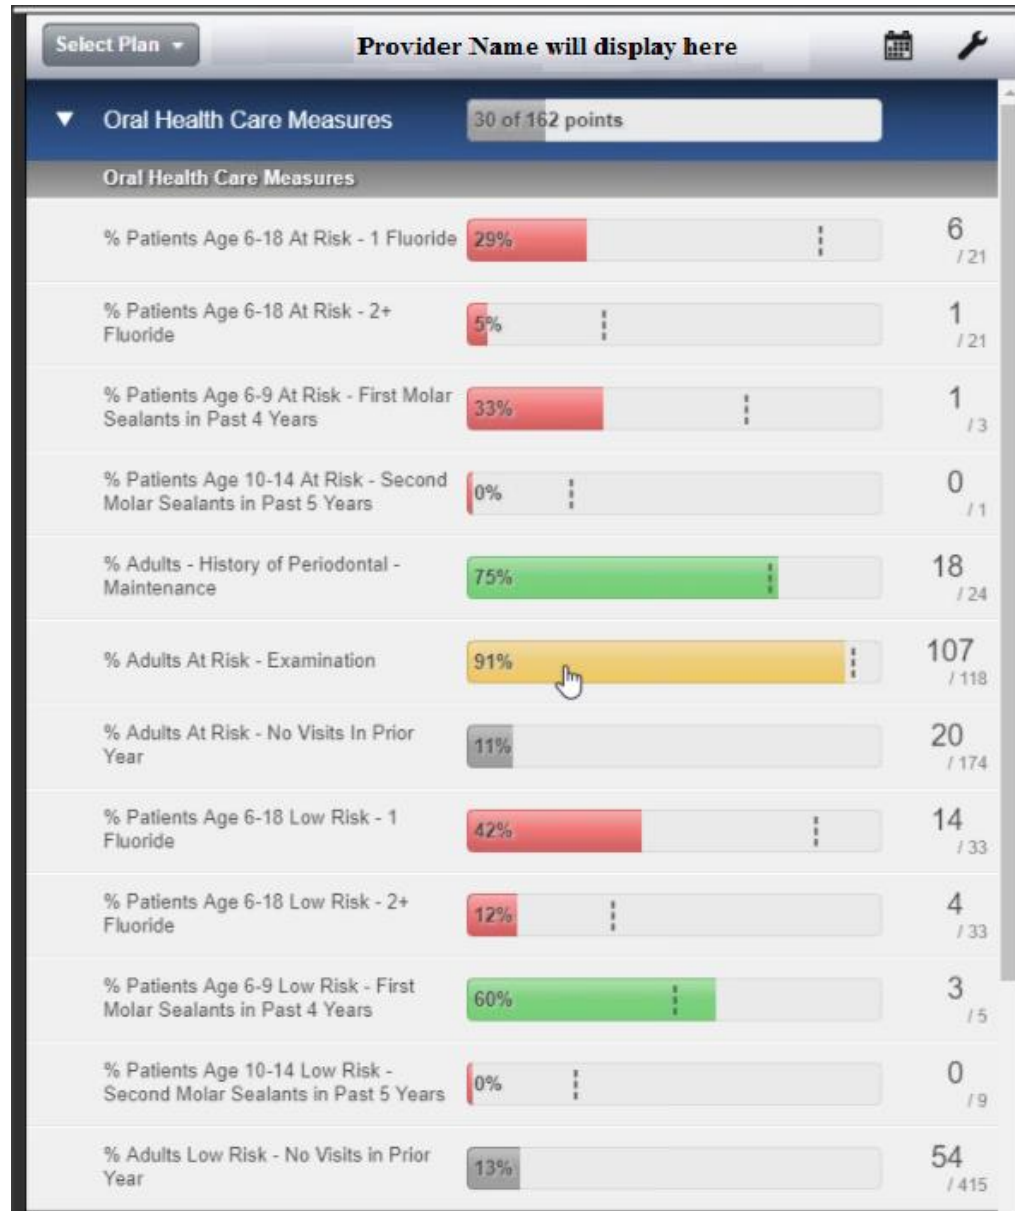 Select Plan
Provider Name will display here
Oral Health Care Measures
30 of 162 points
Oral Health Care Measures
% Patients Age 6-18 At Risk - 1 Fluoride
29%
6
/ 21
% Patients Age 6-18 At Risk - 2+
Fluoride
5%
1
/ 21
% Patients Age 6-9 At Risk - First Molar
Sealants in Past 4 Years
33%
1
/ 3
% Patients Age 10-14 At Risk - Second
Molar Sealants in Past 5 Years
0%
0
/ 1
% Adults - History of Periodontal -
Maintenance
75%
18
/ 24
% Adults At Risk - Examination
91%
107
/ 118
% Adults At Risk - No Visits In Prior
Year
11%
20
/ 174
% Patients Age 6-18 Low Risk - 1
Fluoride
42%
14
/ 33
% Patients Age 6-18 Low Risk - 2+
Fluoride
12%
4
/ 33
% Patients Age 6-9 Low Risk - First
Molar Sealants in Past 4 Years
60%
3
/ 5
% Patients Age 10-14 Low Risk -
Second Molar Sealants in Past 5 Years
0%
0
/ 9
% Adults Low Risk - No Visits in Prior
Year
13%
54
/ 415